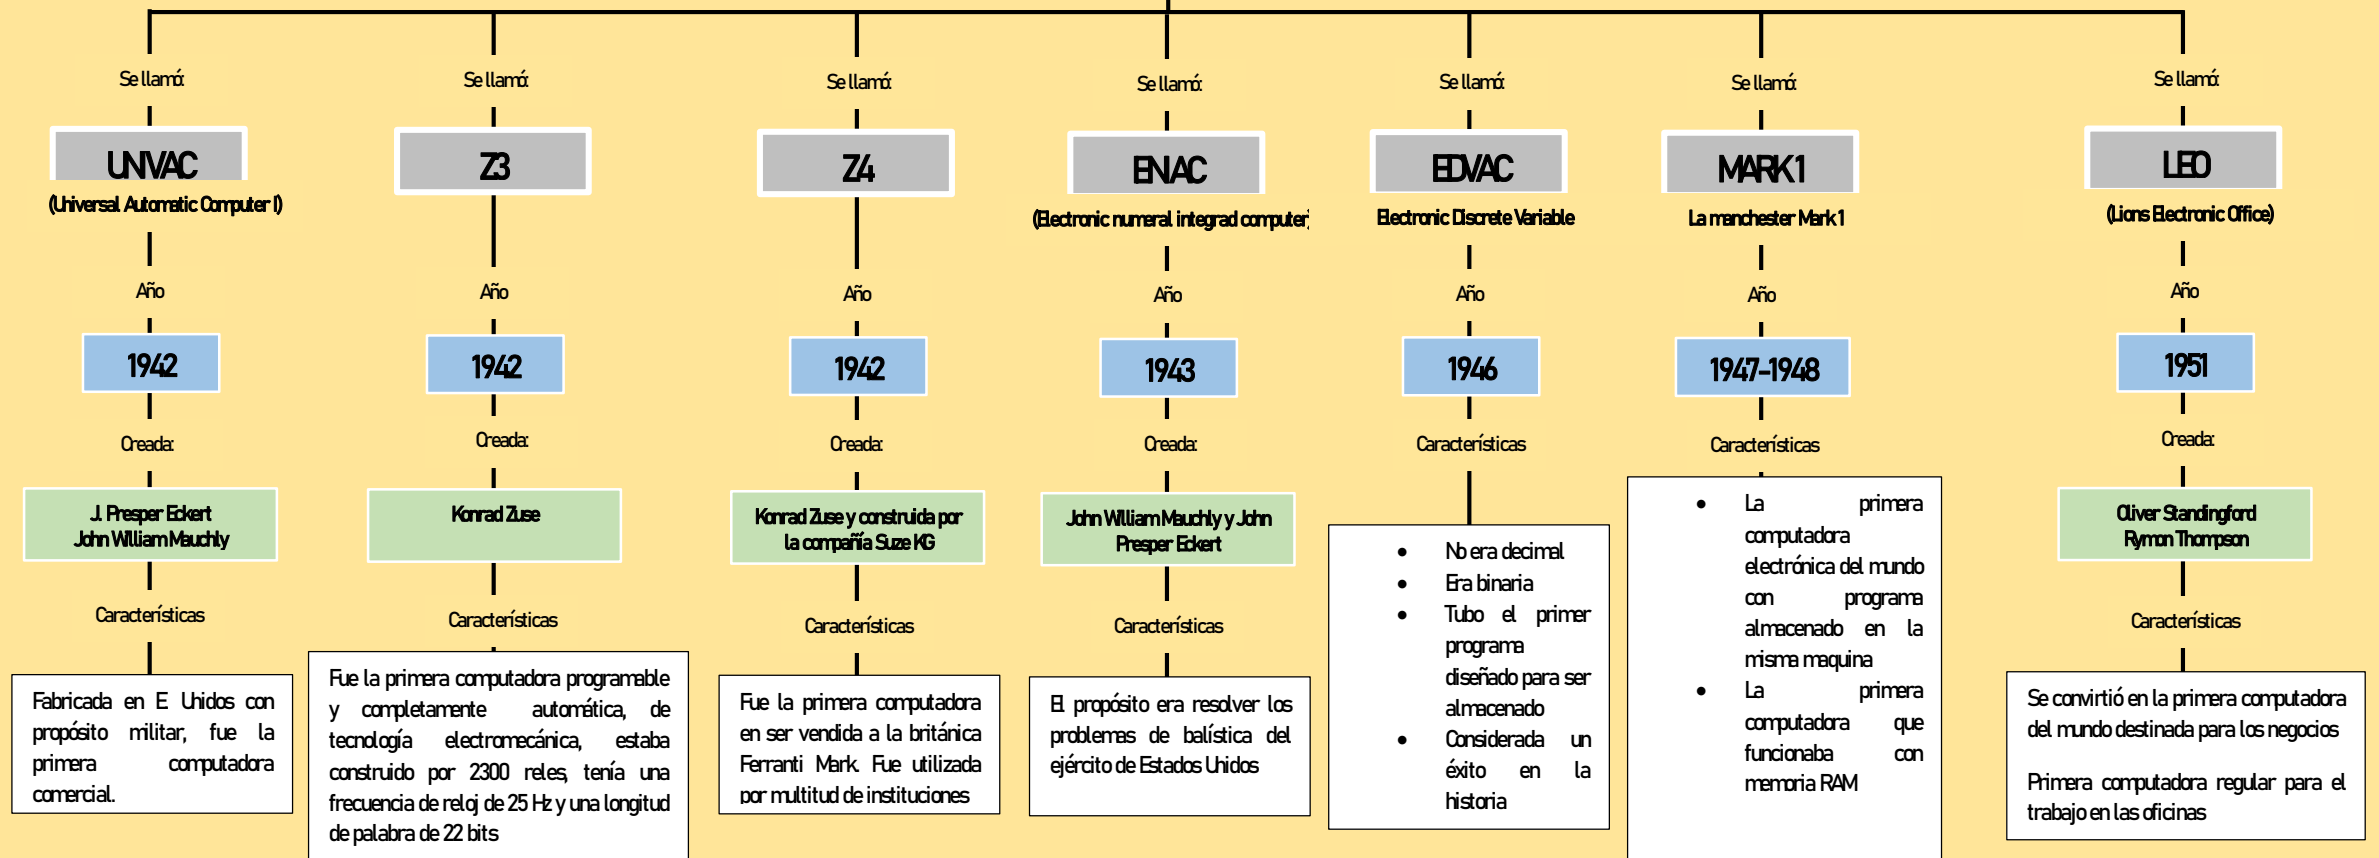 Se llamó:
UNIVAC
(Universal Automatic Computer I)
Año
1942
Creada:
J. Presper Eckert
John William Mauchly
Características
Fabricada en E. Unidos con
propósito militar, fue la
primera computadora
comercial.
Se llamó:
Z3
Año
1942
Creada:
Konrad Zuse
Características
Fue la primera computadora programable
y completamente automática, de
tecnología electromecánica, estaba
construido por 2300 reles, tenía una
frecuencia de reloj de 25 Hz y una longitud
de palabra de 22 bits
Se llamó:
Z4
Año
1942
Creada:
Konrad Zuse y construida por
la compañía Suze KG
Características
Fue la primera computadora
en ser vendida a la británica
Ferranti Mark. Fue utilizada
por multitud de instituciones
Se llamó:
ENIAC
(Electronic numeral integrad computer)
Año
1943
Creada:
John William Mauchly y John
Presper Eckert
Características
El propósito era resolver los
problemas de balística del
ejército de Estados Unidos
Se llamó:
EDVAC
Electronic Discrete Variable
Año
1946
Características
• No era decimal
• Era binaria
• Tubo el primer
programa
diseñado para ser
almacenado
• Considerada un
éxito en la
historia
Se llamó:
MARK 1
La manchester Mark 1
Año
1947-1948
Características
• La primera
computadora
electrónica del mundo
con programa
almacenado en la
misma maquina
• La primera
computadora que
funcionaba con
memoria RAM
Se llamó:
LEO
(Lions Electronic Office)
Año
1951
Creada:
Oliver Standingford
Rymon Thompson
Características
Se convirtió en la primera computadora
del mundo destinada para los negocios
Primera computadora regular para el
trabajo en las oficinas